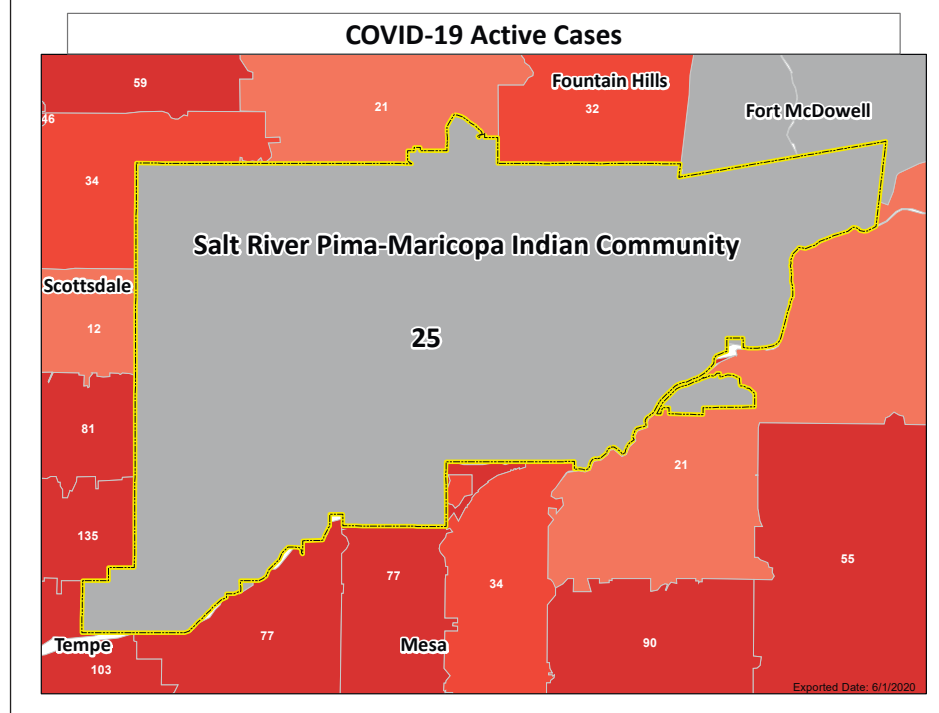 COVID-19 Active Cases
59
Fountain Hills
21
32
Fort McDowell
46
34
Salt River Pima-Maricopa Indian Community
Scottsdale
12
25
81
21
135
55
77
34
77
Tempe
Mesa
90
103
Exported Date: 6/1/2020